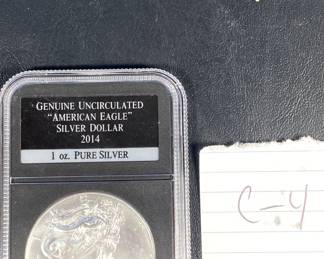 GENUINE UNCIRCULATED
"AMERICAN EAGLE"
SILVER DOLLAR
2014
1 oz. PURE SILVER
C-4